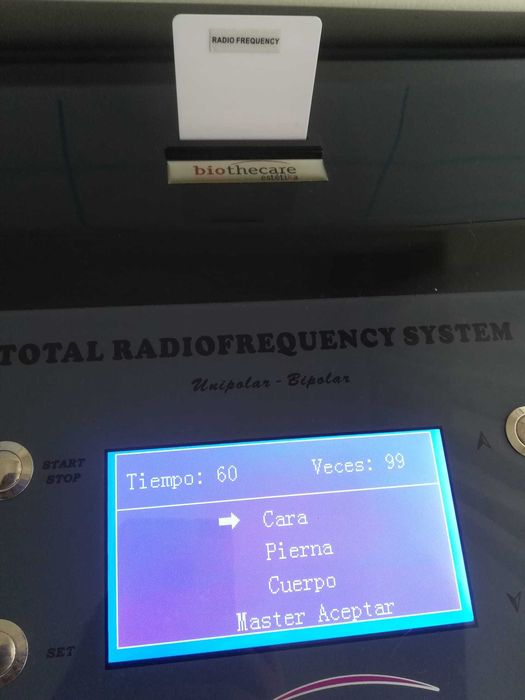 RADIO FREQUENCY
biothecare
estétika
TOTAL RADIOFREQUENCY SYSTEM
Unipolar - Bipolar
START
STOP
Tiempo: 60 Veces: 99
Cara
Pierna
Cuerpo
Master Aceptar
SET